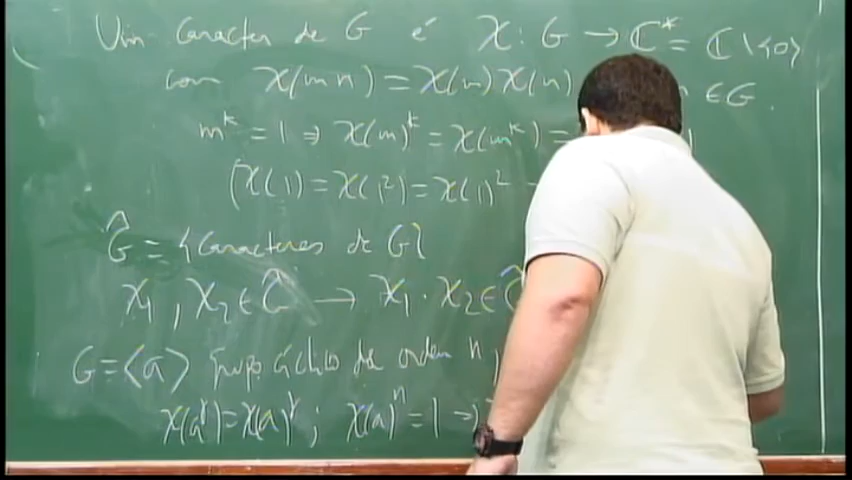 Um Caracter de G é χ: G → ℂ* = ℂ\{0}
com χ(mn) = χ(m)χ(n) ∈ G.
m^k = 1 ⇒ χ(m)^k = χ(m^k) =
(χ(1) = χ(1²) = χ(1)²
Ĝ = {Caracteres de G}
χ₁, χ₂ ∈ Ĝ → χ₁·χ₂ ∈ Ĝ
G = <a> grupo cíclico de orden n,
χ(a^r) = χ(a)^r; χ(a)^n = 1 ⇒